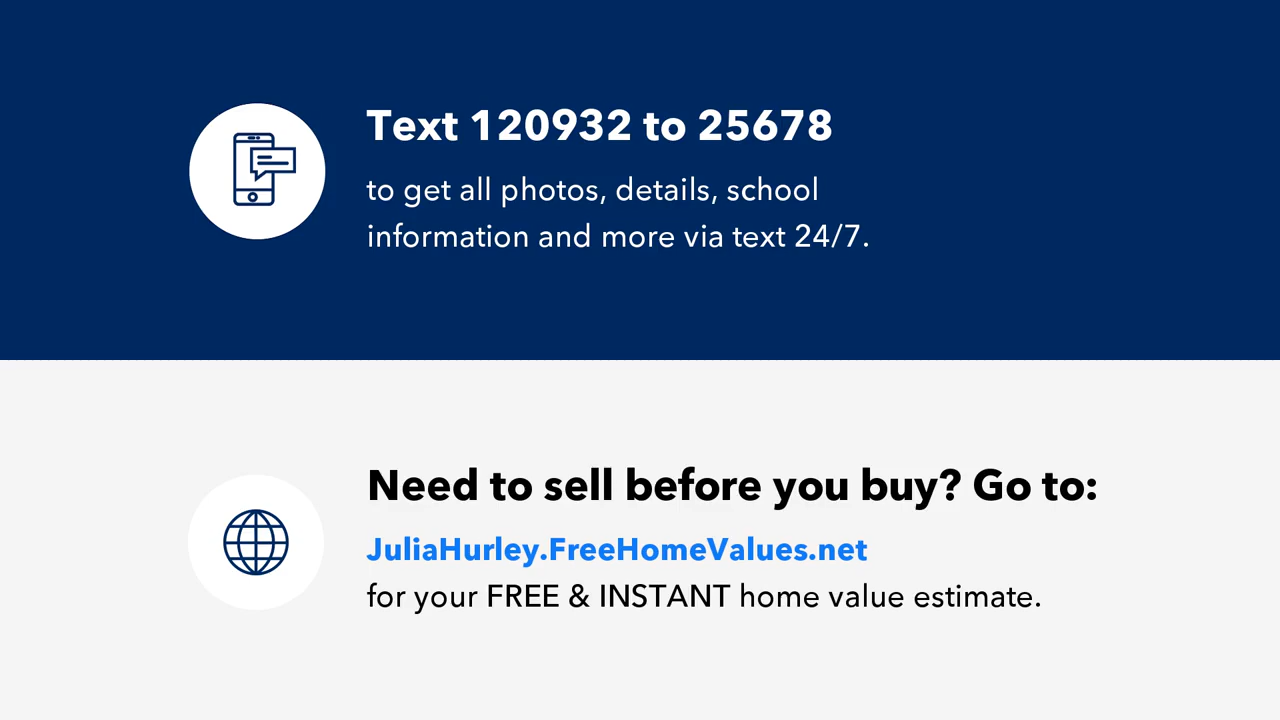 Text 120932 to 25678
to get all photos, details, school
information and more via text 24/7.
Need to sell before you buy? Go to:
JuliaHurley.FreeHomeValues.net
for your FREE & INSTANT home value estimate.